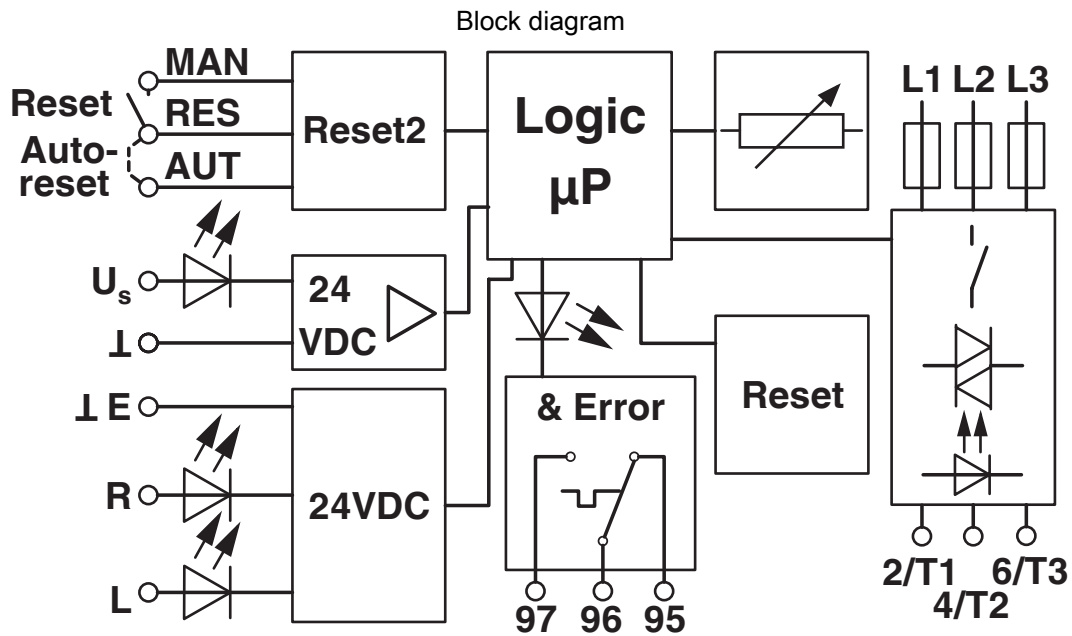 Block diagram
MAN
Reset
RES
Auto-
reset
AUT
Reset2
Logic
µP
L1 L2 L3
Us
⊥
24
VDC
⊥ E
R
L
24VDC
& Error
97 96 95
Reset
2/T1 6/T3
4/T2